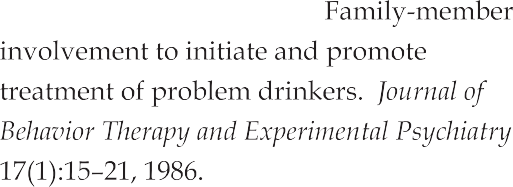 Family-member
involvement to initiate and promote
treatment of problem drinkers. Journal of
Behavior Therapy and Experimental Psychiatry
17(1):15–21, 1986.